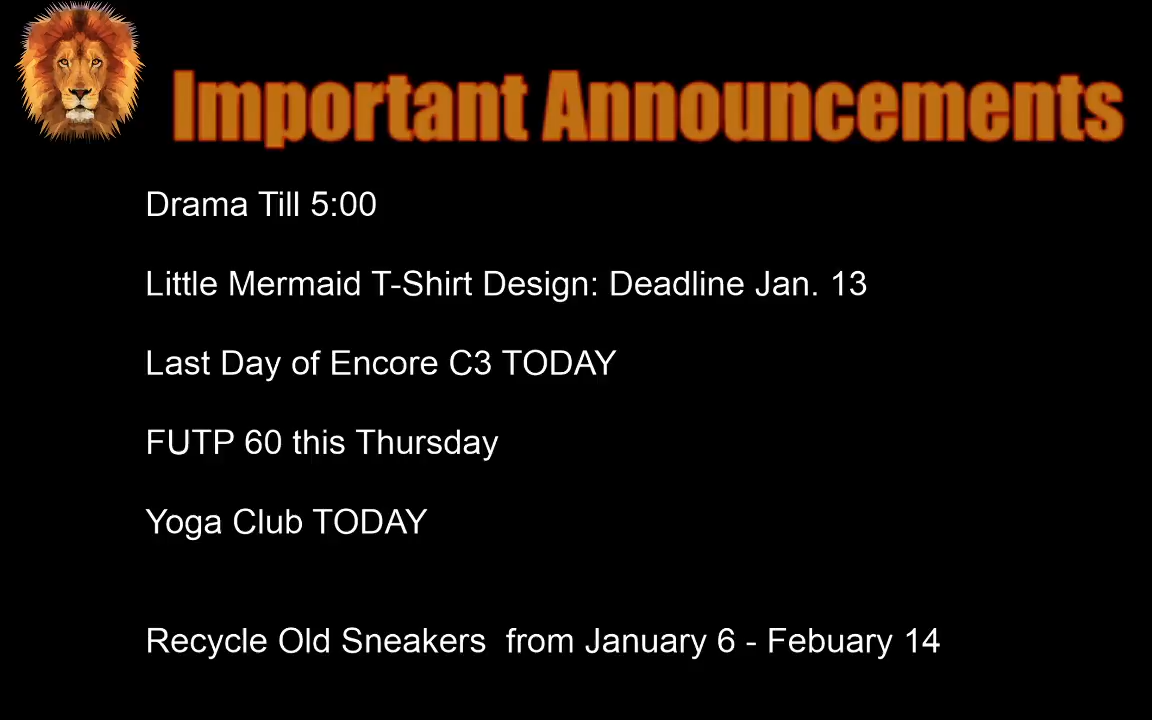 Important Announcements
Drama Till 5:00
Little Mermaid T-Shirt Design: Deadline Jan. 13
Last Day of Encore C3 TODAY
FUTP 60 this Thursday
Yoga Club TODAY
Recycle Old Sneakers  from January 6 - Febuary 14